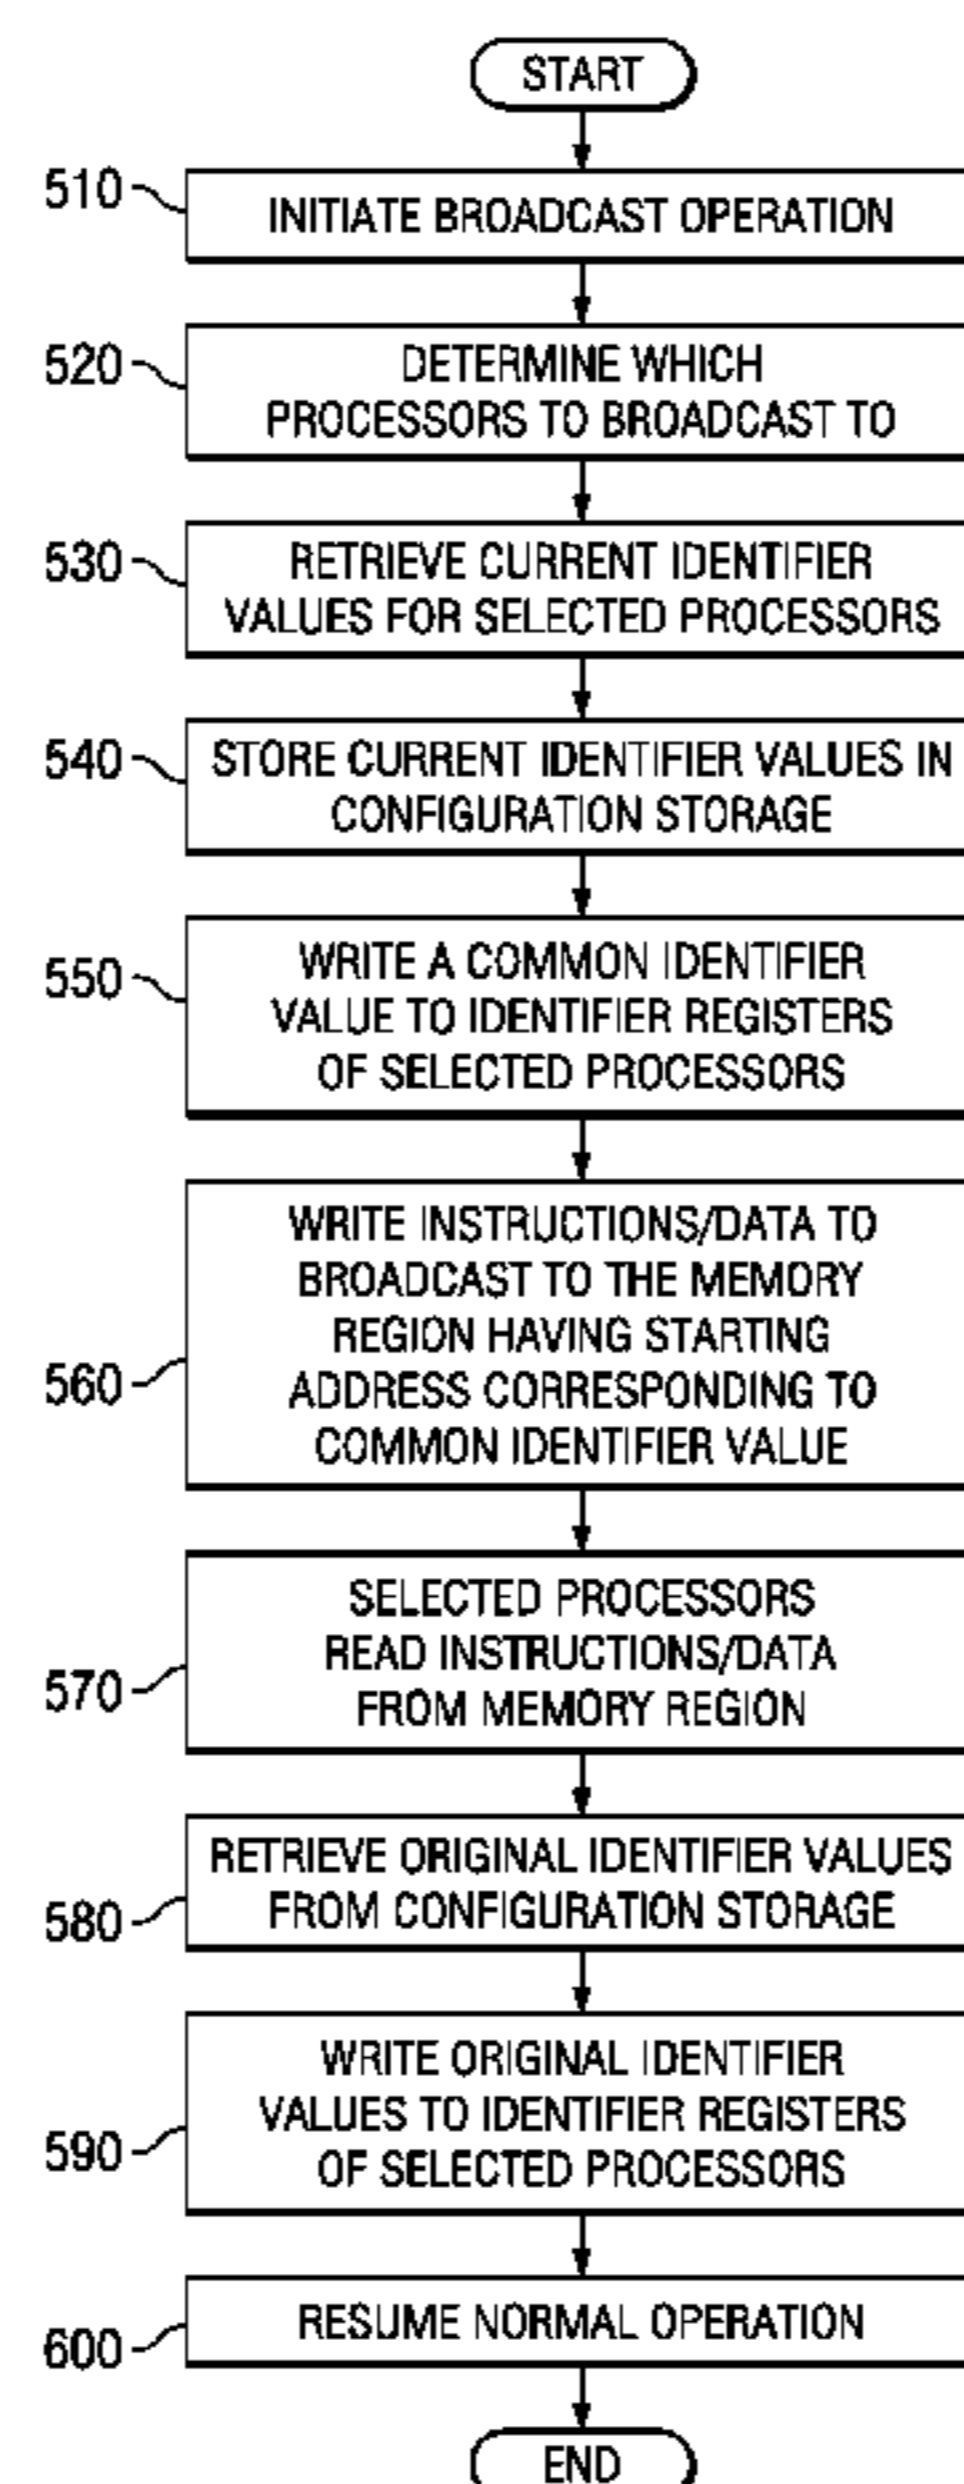 START
510
INITIATE BROADCAST OPERATION
520
DETERMINE WHICH
PROCESSORS TO BROADCAST TO
530
RETRIEVE CURRENT IDENTIFIER
VALUES FOR SELECTED PROCESSORS
540
STORE CURRENT IDENTIFIER VALUES IN
CONFIGURATION STORAGE
550
WRITE A COMMON IDENTIFIER
VALUE TO IDENTIFIER REGISTERS
OF SELECTED PROCESSORS
560
WRITE INSTRUCTIONS/DATA TO
BROADCAST TO THE MEMORY
REGION HAVING STARTING
ADDRESS CORRESPONDING TO
COMMON IDENTIFIER VALUE
570
SELECTED PROCESSORS
READ INSTRUCTIONS/DATA
FROM MEMORY REGION
580
RETRIEVE ORIGINAL IDENTIFIER VALUES
FROM CONFIGURATION STORAGE
590
WRITE ORIGINAL IDENTIFIER
VALUES TO IDENTIFIER REGISTERS
OF SELECTED PROCESSORS
600
RESUME NORMAL OPERATION
END